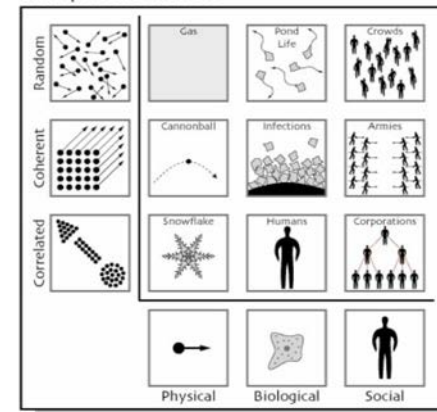 Random
Gas
Pond
Life
Crowds
Coherent
Cannonball
Infections
Armies
Correlated
Snowflake
Humans
Corporations
Physical
Biological
Social